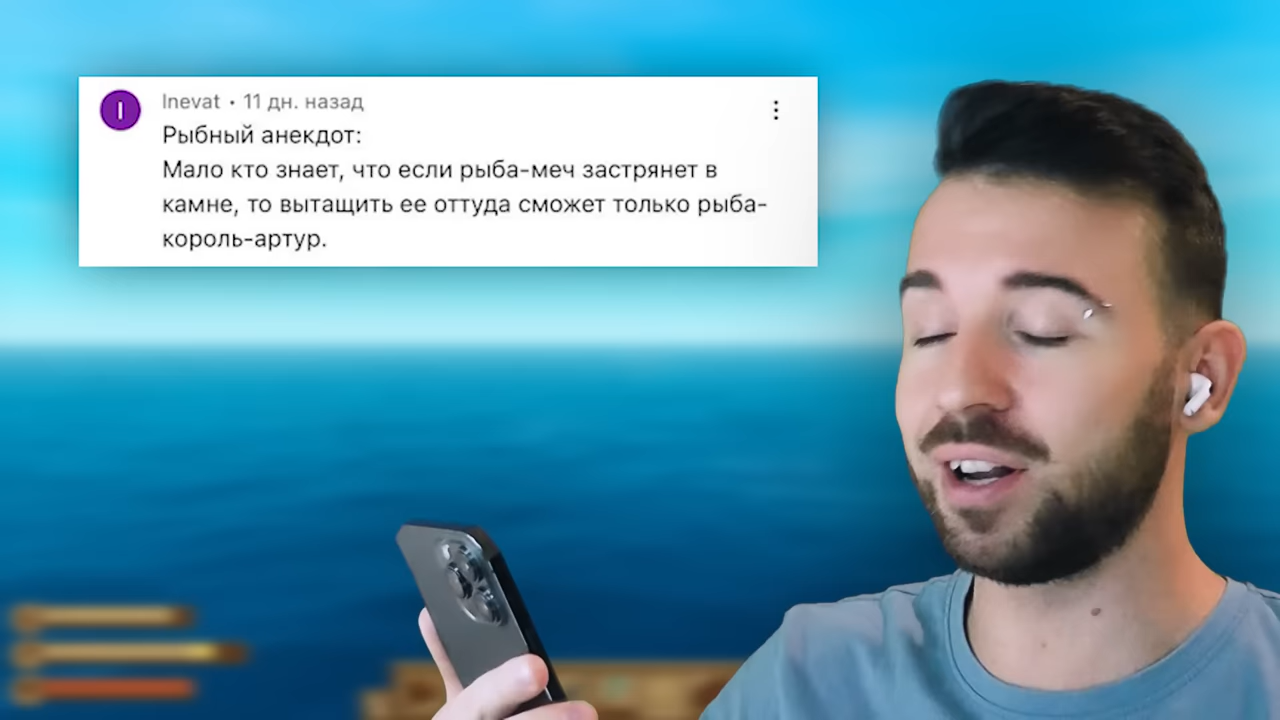 I
Inevat • 11 дн. назад
Рыбный анекдот:
Мало кто знает, что если рыба-меч застрянет в
камне, то вытащить ее оттуда сможет только рыба-
король-артур.